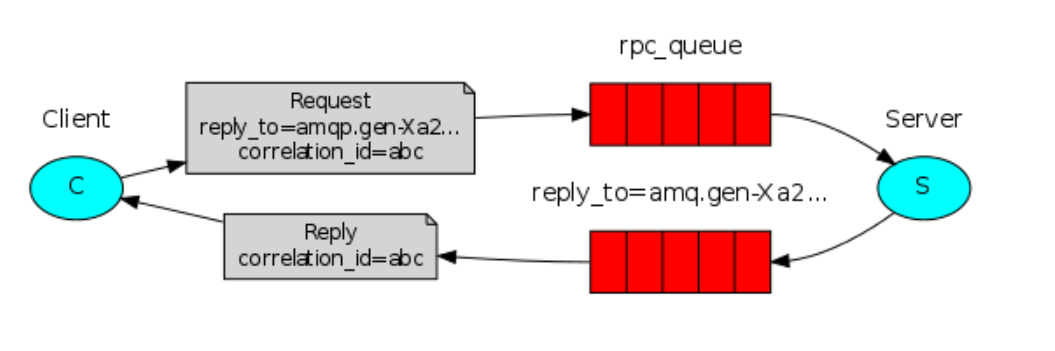 rpc_queue
Client
Request
reply_to=amqp.gen-Xa2...
correlation_id=abc
Server
C
S
reply_to=amq.gen-Xa2...
Reply
correlation_id=abc